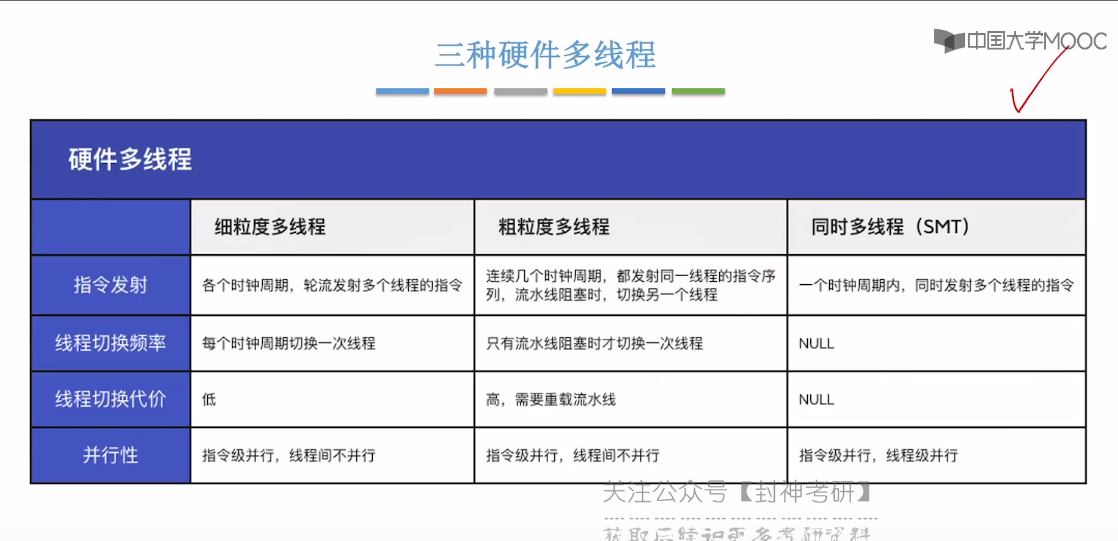 中国大学MOOC
三种硬件多线程
硬件多线程
细粒度多线程
粗粒度多线程
同时多线程（SMT）
指令发射
各个时钟周期，轮流发射多个线程的指令
连续几个时钟周期，都发射同一线程的指令序
列，流水线阻塞时，切换另一个线程
一个时钟周期内，同时发射多个线程的指令
线程切换频率
每个时钟周期切换一次线程
只有流水线阻塞时才切换一次线程
NULL
线程切换代价
低
高，需要重载流水线
NULL
并行性
指令级并行，线程间不并行
指令级并行，线程间不并行
指令级并行，线程级并行
关注公众号【封神考研】
获取后续和更多考研资料